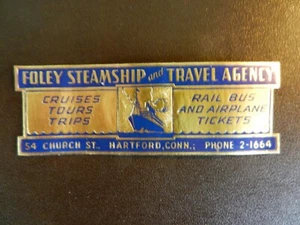 FOLEY STEAMSHIP and TRAVEL AGENCY
CRUISES
TOURS
TRIPS
RAIL BUS
AND AIRPLANE
TICKETS
54 CHURCH ST., HARTFORD, CONN.; PHONE 2-1664